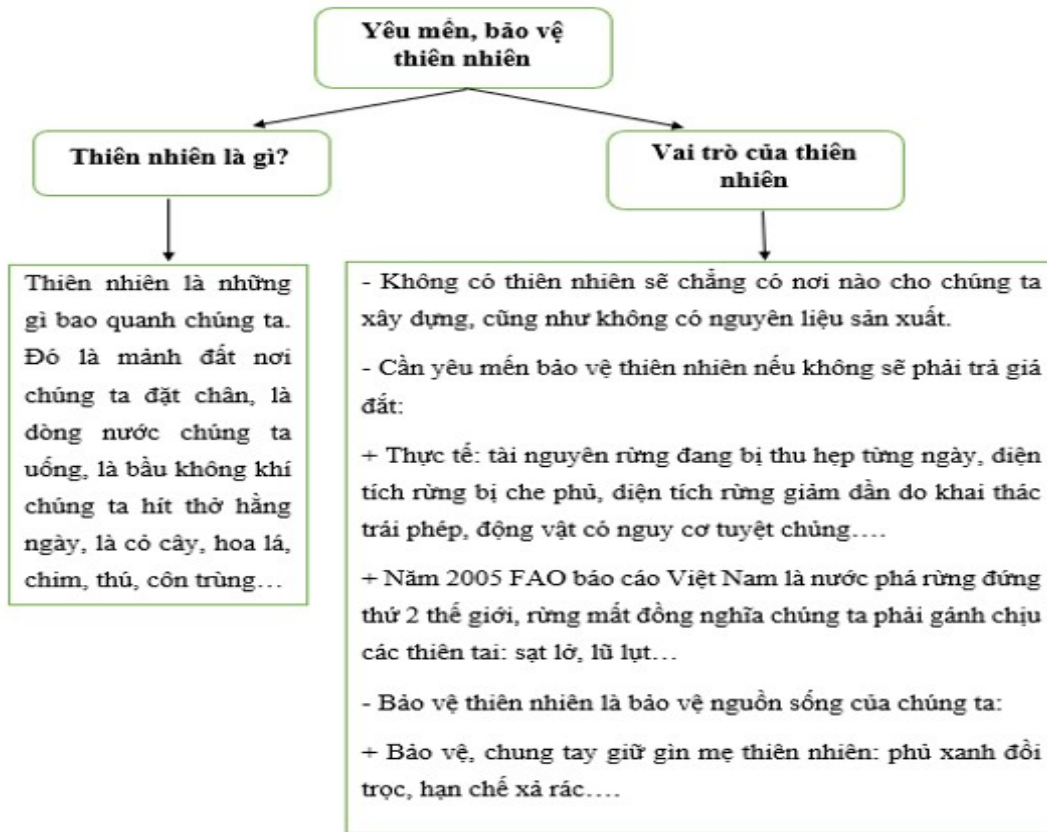 Yêu mến, bảo vệ
thiên nhiên
Thiên nhiên là gì?
Vai trò của thiên
nhiên
Thiên nhiên là những
gì bao quanh chúng ta.
Đó là mảnh đất nơi
chúng ta đặt chân, là
dòng nước chúng ta
uống, là bầu không khí
chúng ta hít thở hằng
ngày, là cỏ cây, hoa lá,
chim, thú, côn trùng…
- Không có thiên nhiên sẽ chẳng có nơi nào cho chúng ta
xây dựng, cũng như không có nguyên liệu sản xuất.
- Cần yêu mến bảo vệ thiên nhiên nếu không sẽ phải trả giá
đắt:
+ Thực tế: tài nguyên rừng đang bị thu hẹp từng ngày, diện
tích rừng bị che phủ, diện tích rừng giảm dần do khai thác
trái phép, động vật có nguy cơ tuyệt chủng….
+ Năm 2005 FAO báo cáo Việt Nam là nước phá rừng đứng
thứ 2 thế giới, rừng mất đồng nghĩa chúng ta phải gánh chịu
các thiên tai: sạt lở, lũ lụt…
- Bảo vệ thiên nhiên là bảo vệ nguồn sống của chúng ta:
+ Bảo vệ, chung tay giữ gìn mẹ thiên nhiên: phủ xanh đồi
trọc, hạn chế xả rác….